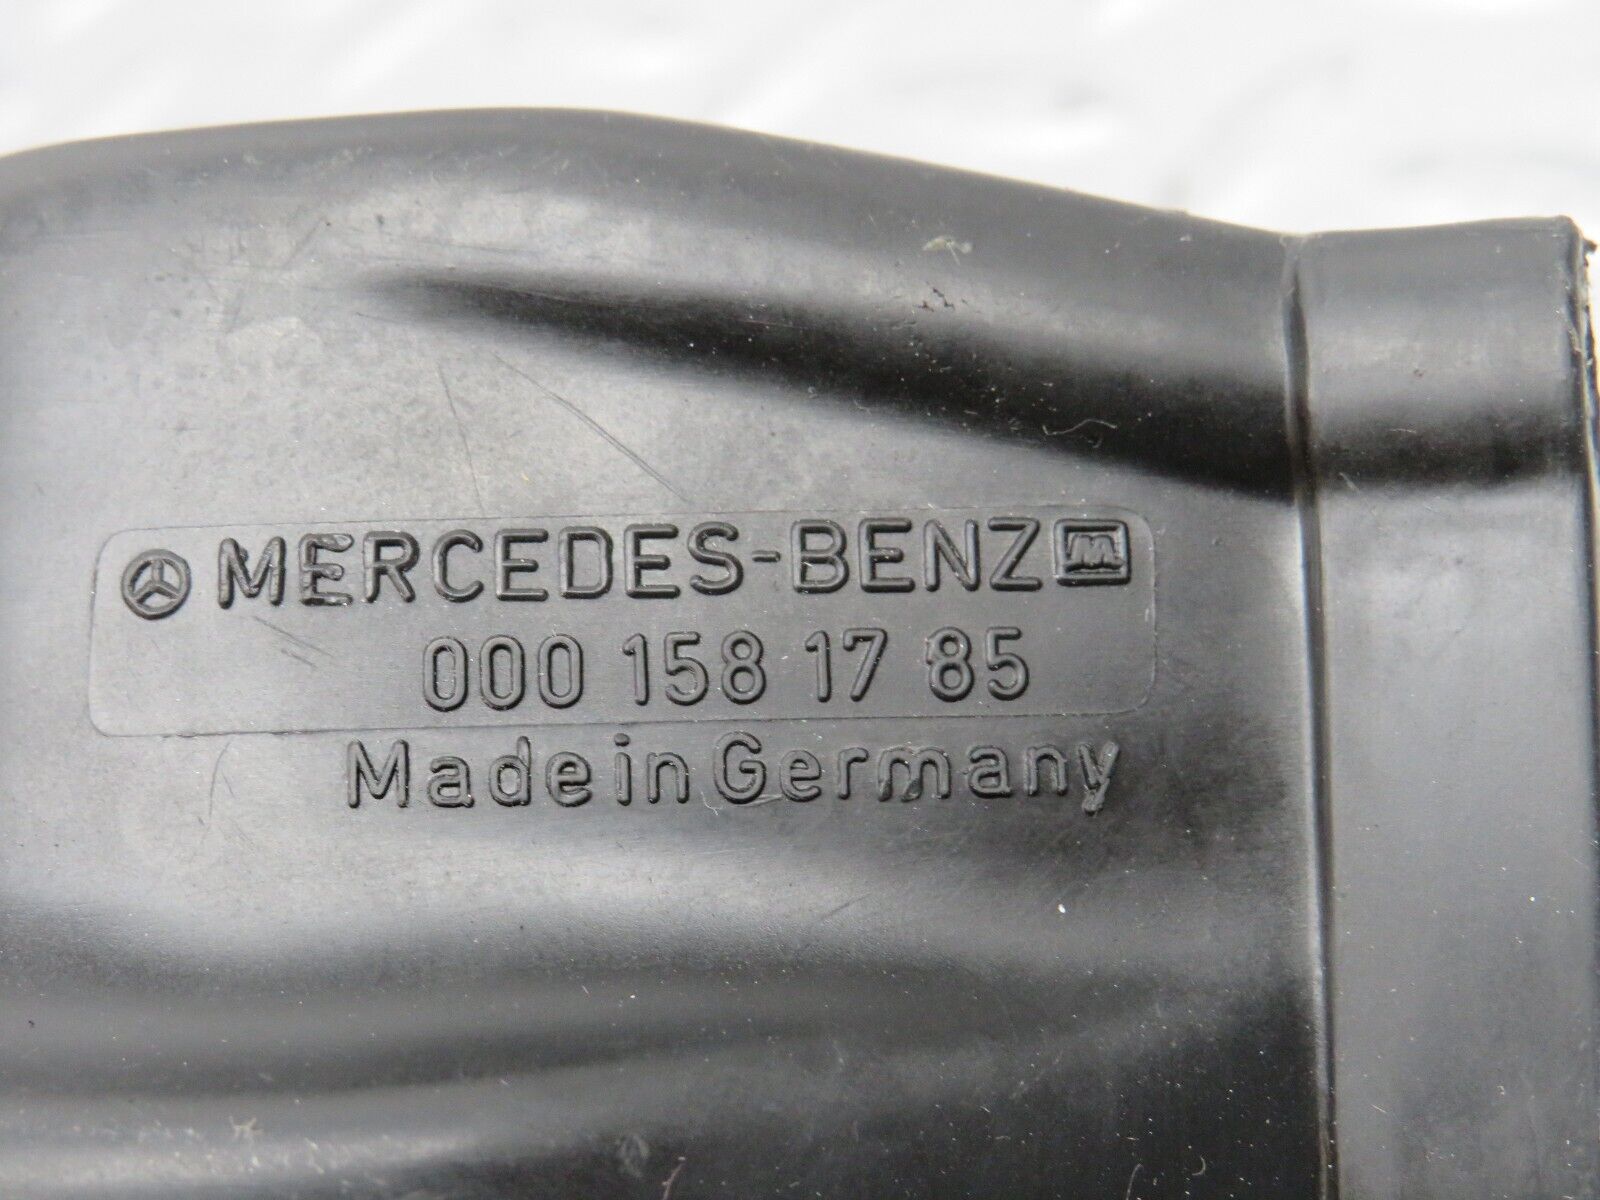 MERCEDES-BENZ M
000 158 17 85
Made in Germany